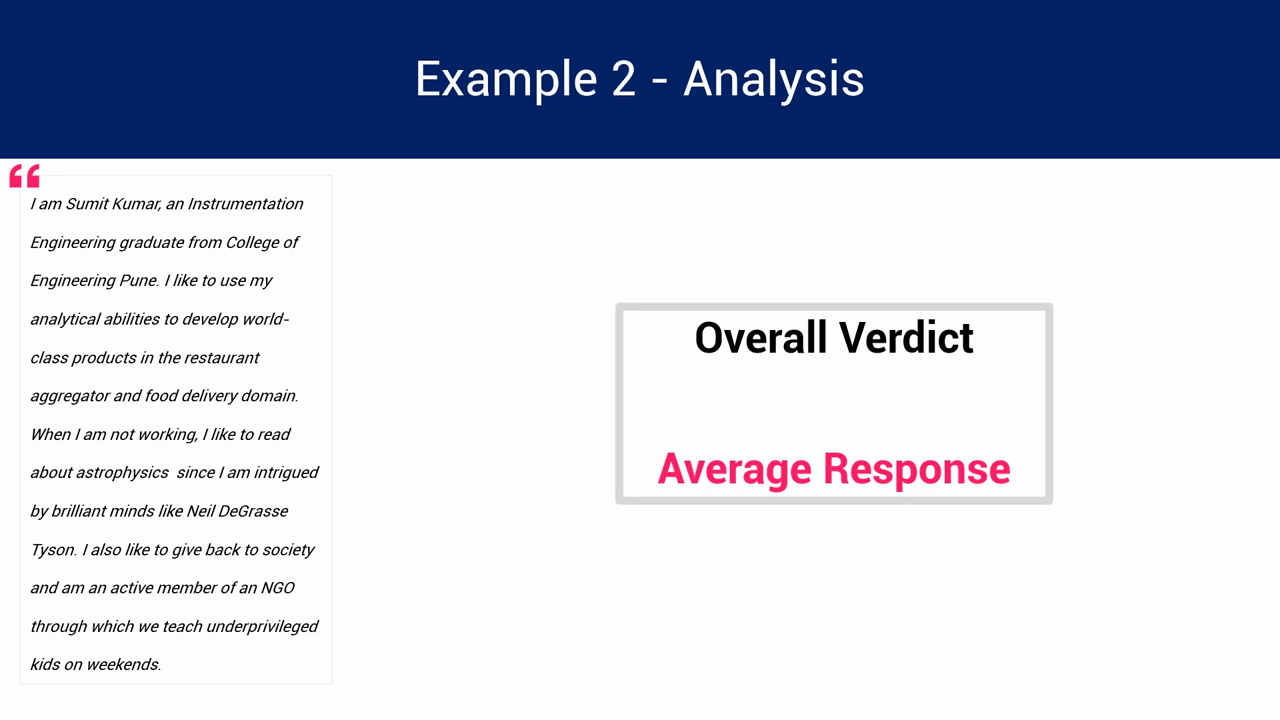 Example 2 - Analysis
“
I am Sumit Kumar, an Instrumentation
Engineering graduate from College of
Engineering Pune. I like to use my
analytical abilities to develop world-
class products in the restaurant
aggregator and food delivery domain.
When I am not working, I like to read
about astrophysics  since I am intrigued
by brilliant minds like Neil DeGrasse
Tyson. I also like to give back to society
and am an active member of an NGO
through which we teach underprivileged
kids on weekends.
Overall Verdict
Average Response